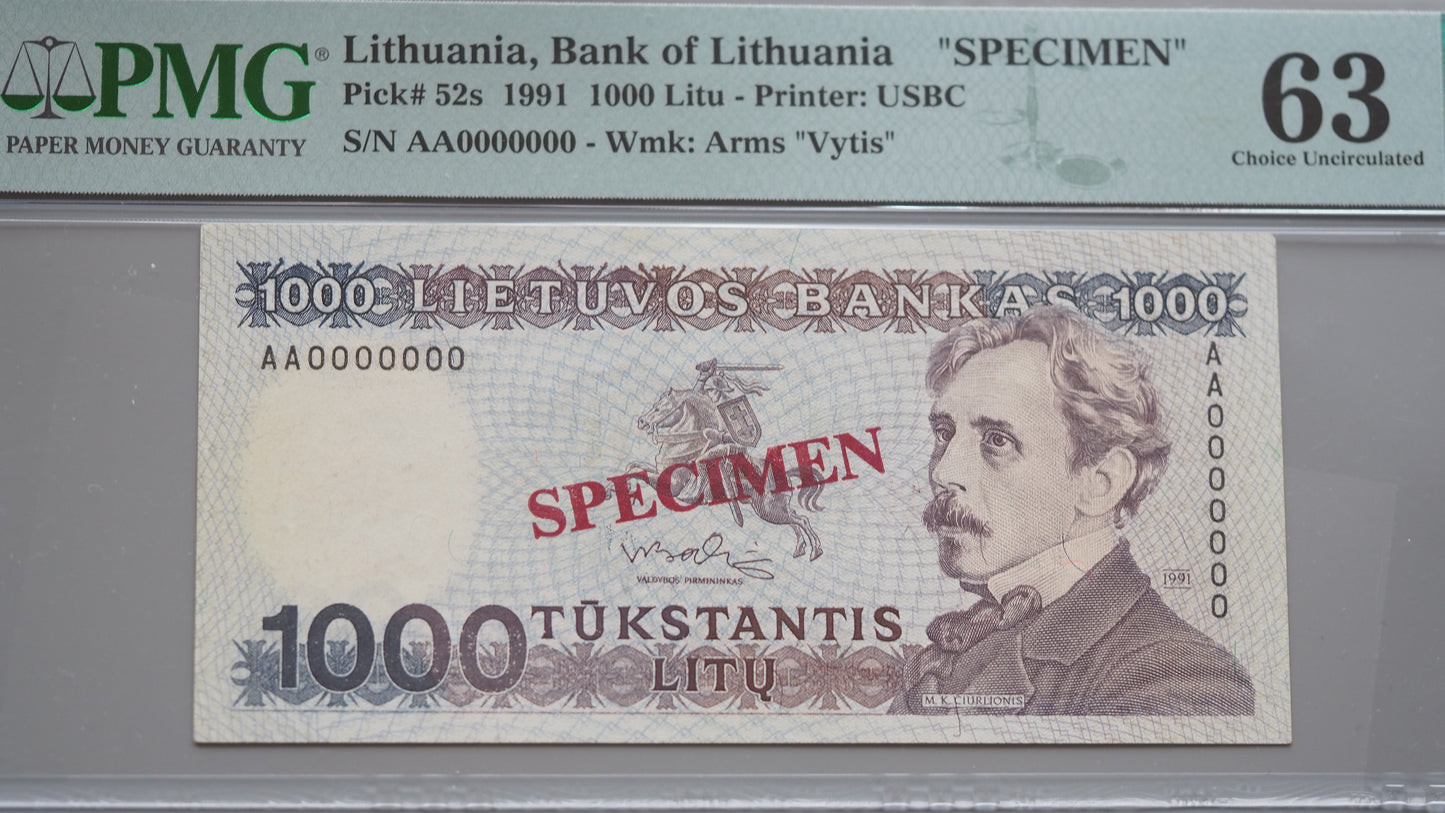 PMG®
PAPER MONEY GUARANTY
Lithuania, Bank of Lithuania "SPECIMEN"
Pick# 52s 1991 1000 Litu - Printer: USBC
S/N AA0000000 - Wmk: Arms "Vytis"
63
Choice Uncirculated
1000 LIETUVOS BANKAS 1000
AA0000000
AA0000000
SPECIMEN
VALDYBOS PIRMININKAS
1991
1000 TŪKSTANTIS
LITŲ
M. K. ČIURLIONIS